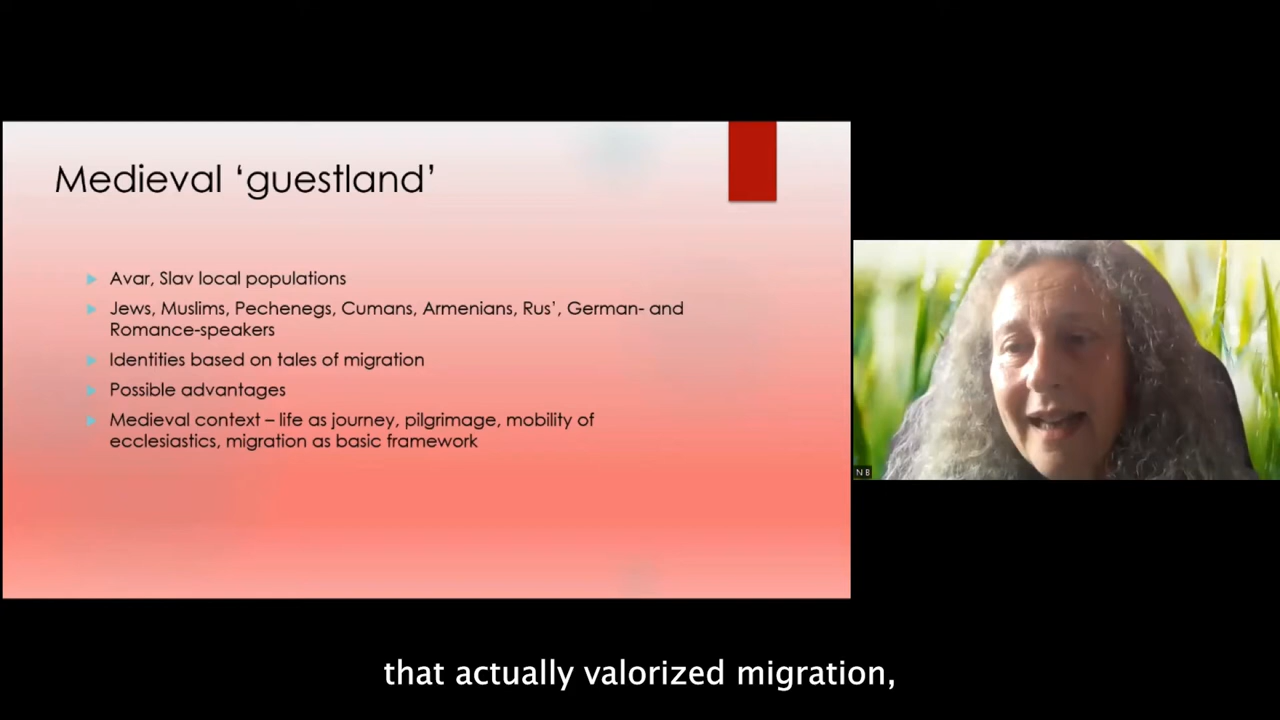 Medieval ‘guestland’
Avar, Slav local populations
Jews, Muslims, Pechenegs, Cumans, Armenians, Rus’, German- and
Romance-speakers
Identities based on tales of migration
Possible advantages
Medieval context – life as journey, pilgrimage, mobility of
ecclesiastics, migration as basic framework
N B
that actually valorized migration,